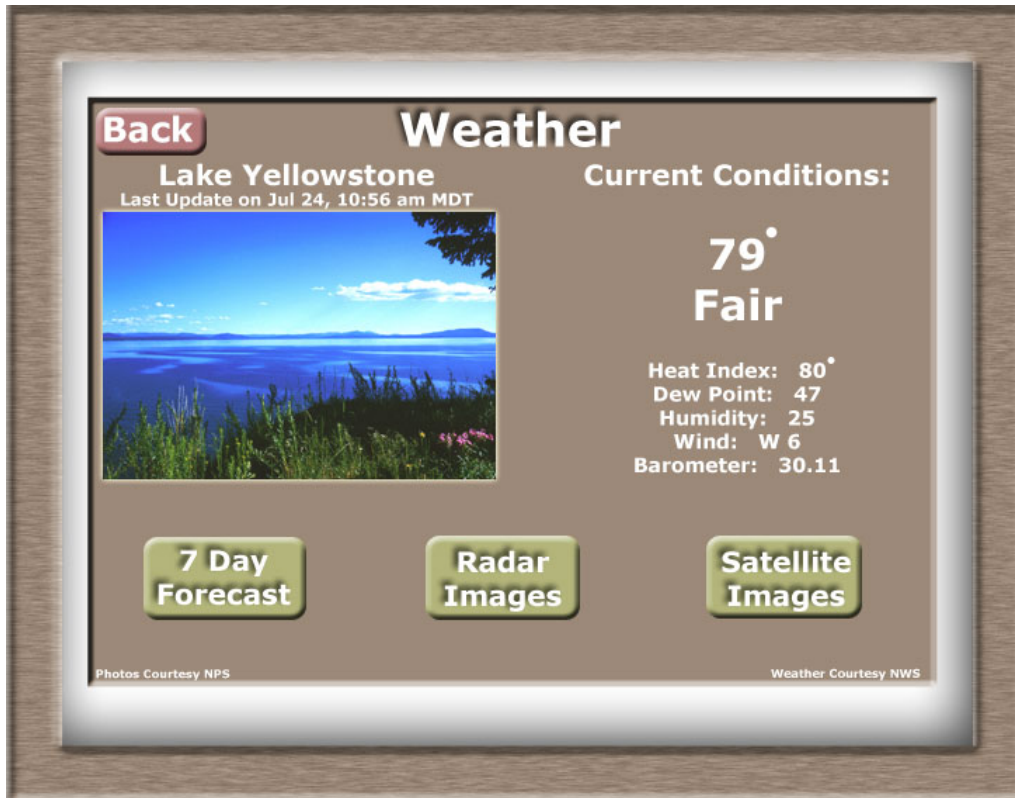 Back
Weather
Lake Yellowstone
Last Update on Jul 24, 10:56 am MDT
Current Conditions:
79°
Fair
Heat Index: 80°
Dew Point: 47
Humidity: 25
Wind: W 6
Barometer: 30.11
7 Day
Forecast
Radar
Images
Satellite
Images
Photos Courtesy NPS
Weather Courtesy NWS